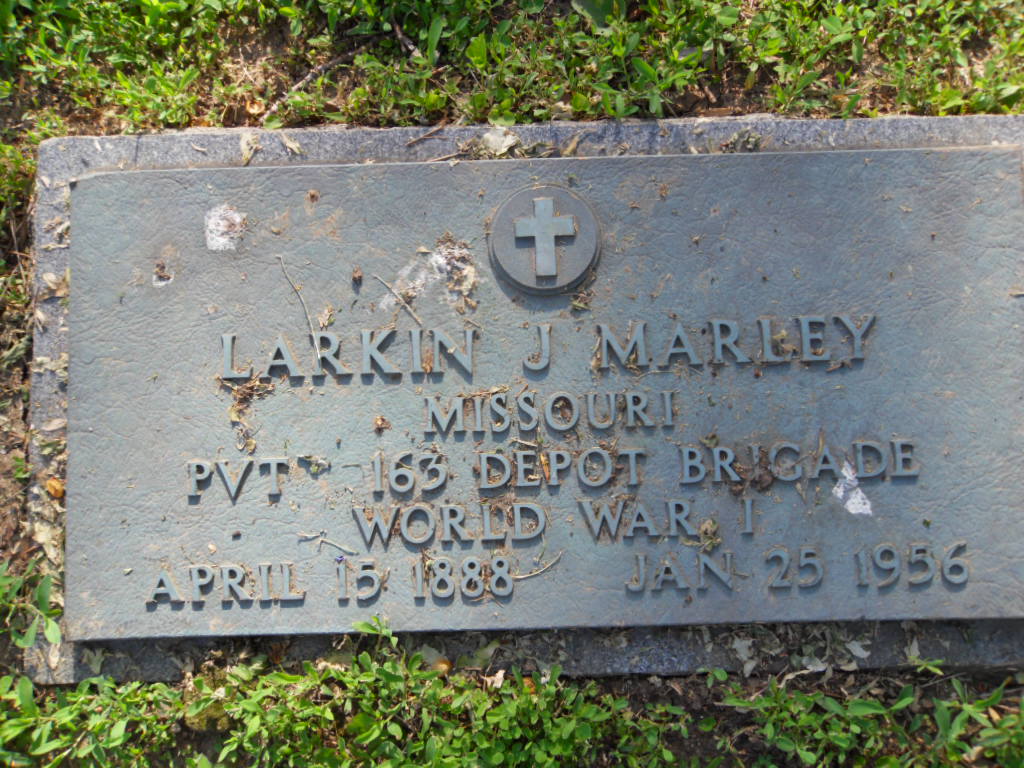 LARKIN J MARLEY
MISSOURI
PVT 163 DEPOT BRIGADE
WORLD WAR I
APRIL 15 1888 JAN 25 1956